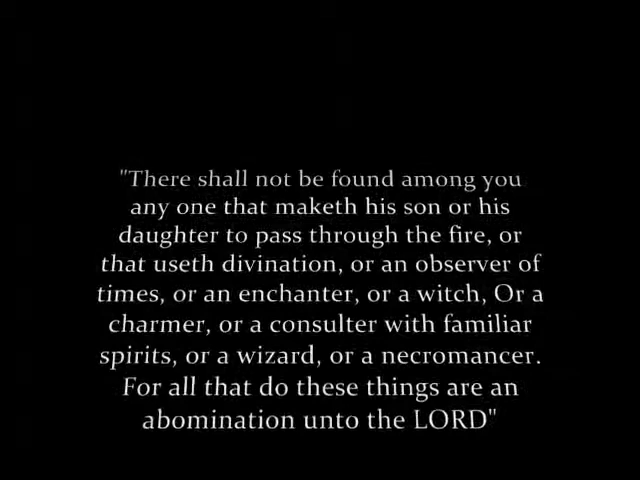 "There shall not be found among you
any one that maketh his son or his
daughter to pass through the fire, or
that useth divination, or an observer of
times, or an enchanter, or a witch, Or a
charmer, or a consulter with familiar
spirits, or a wizard, or a necromancer.
For all that do these things are an
abomination unto the LORD"